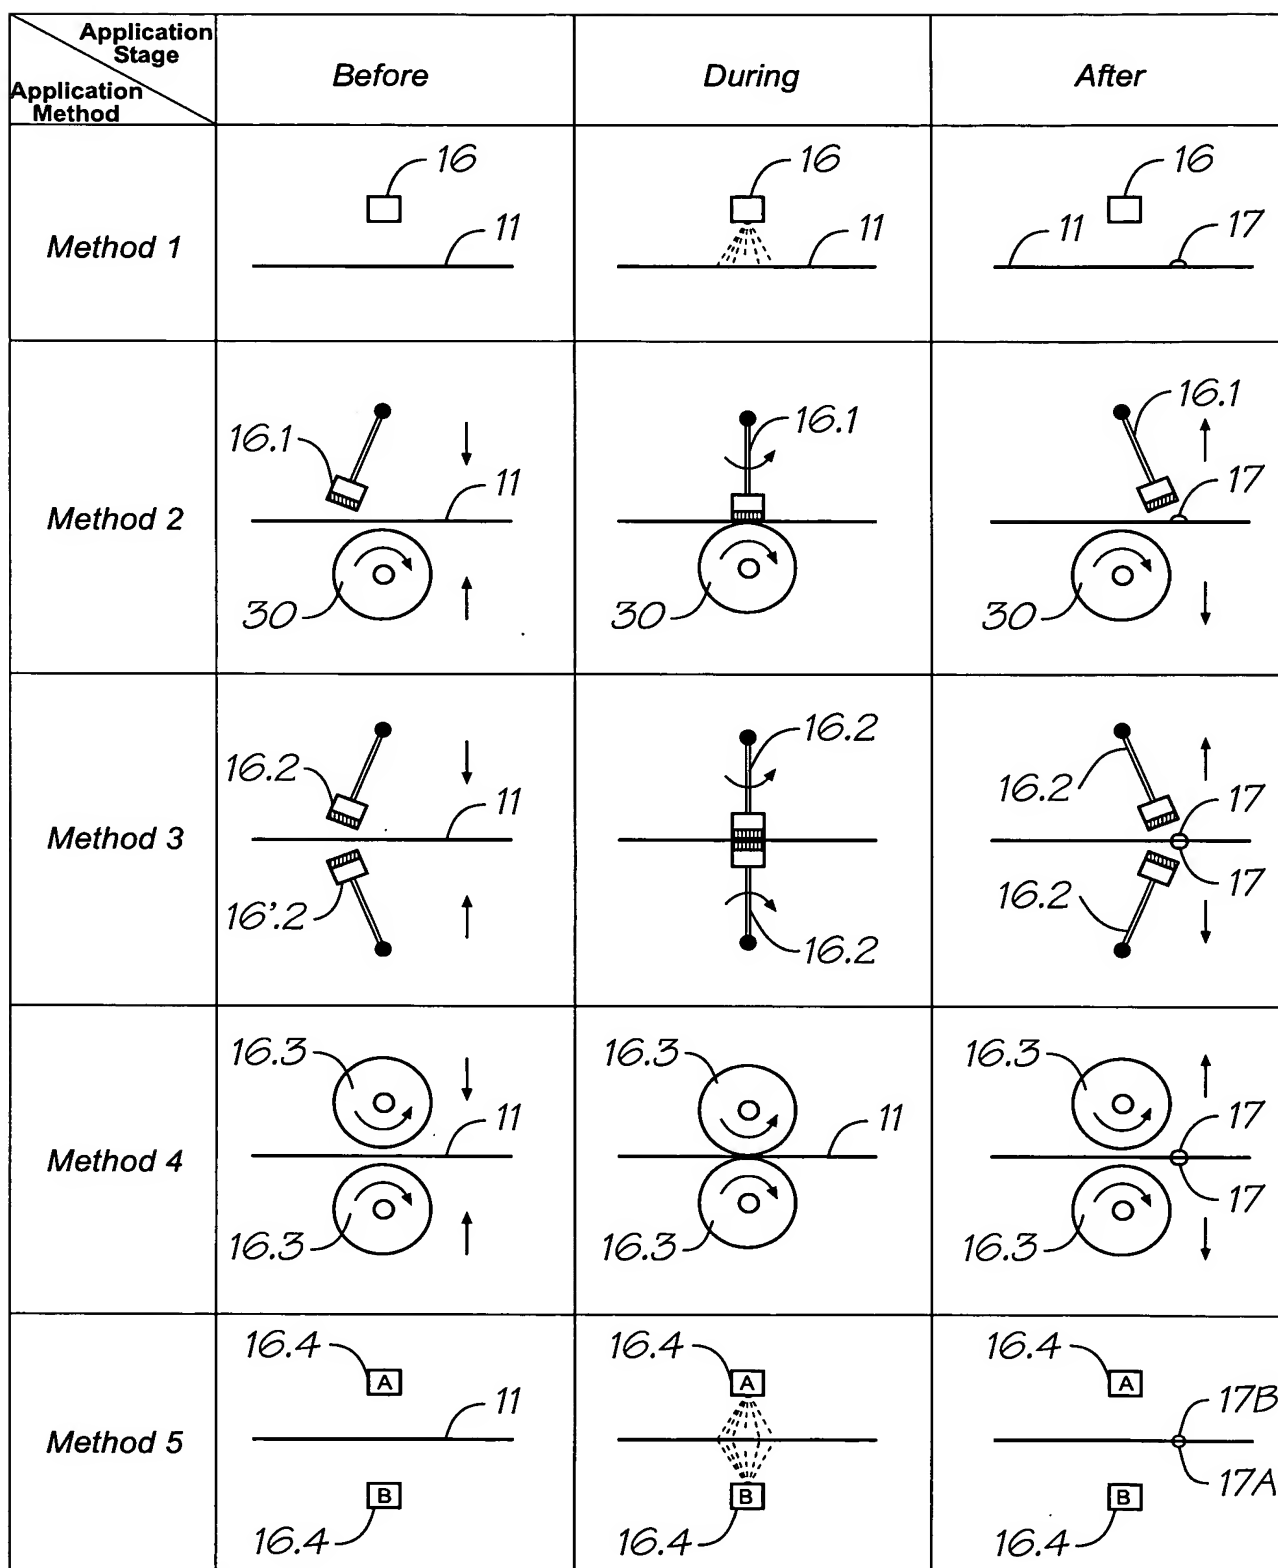 Application
Stage
Application
Method
Before
During
After
Method 1
16
11
16
11
16
11
17
Method 2
16.1
11
30
16.1
30
16.1
17
30
Method 3
16.2
11
16'.2
16.2
16.2
16.2
17
17
16.2
Method 4
16.3
11
16.3
16.3
11
16.3
16.3
17
17
16.3
Method 5
16.4
A
11
B
16.4
16.4
A
B
16.4
16.4
A
17B
17A
B
16.4